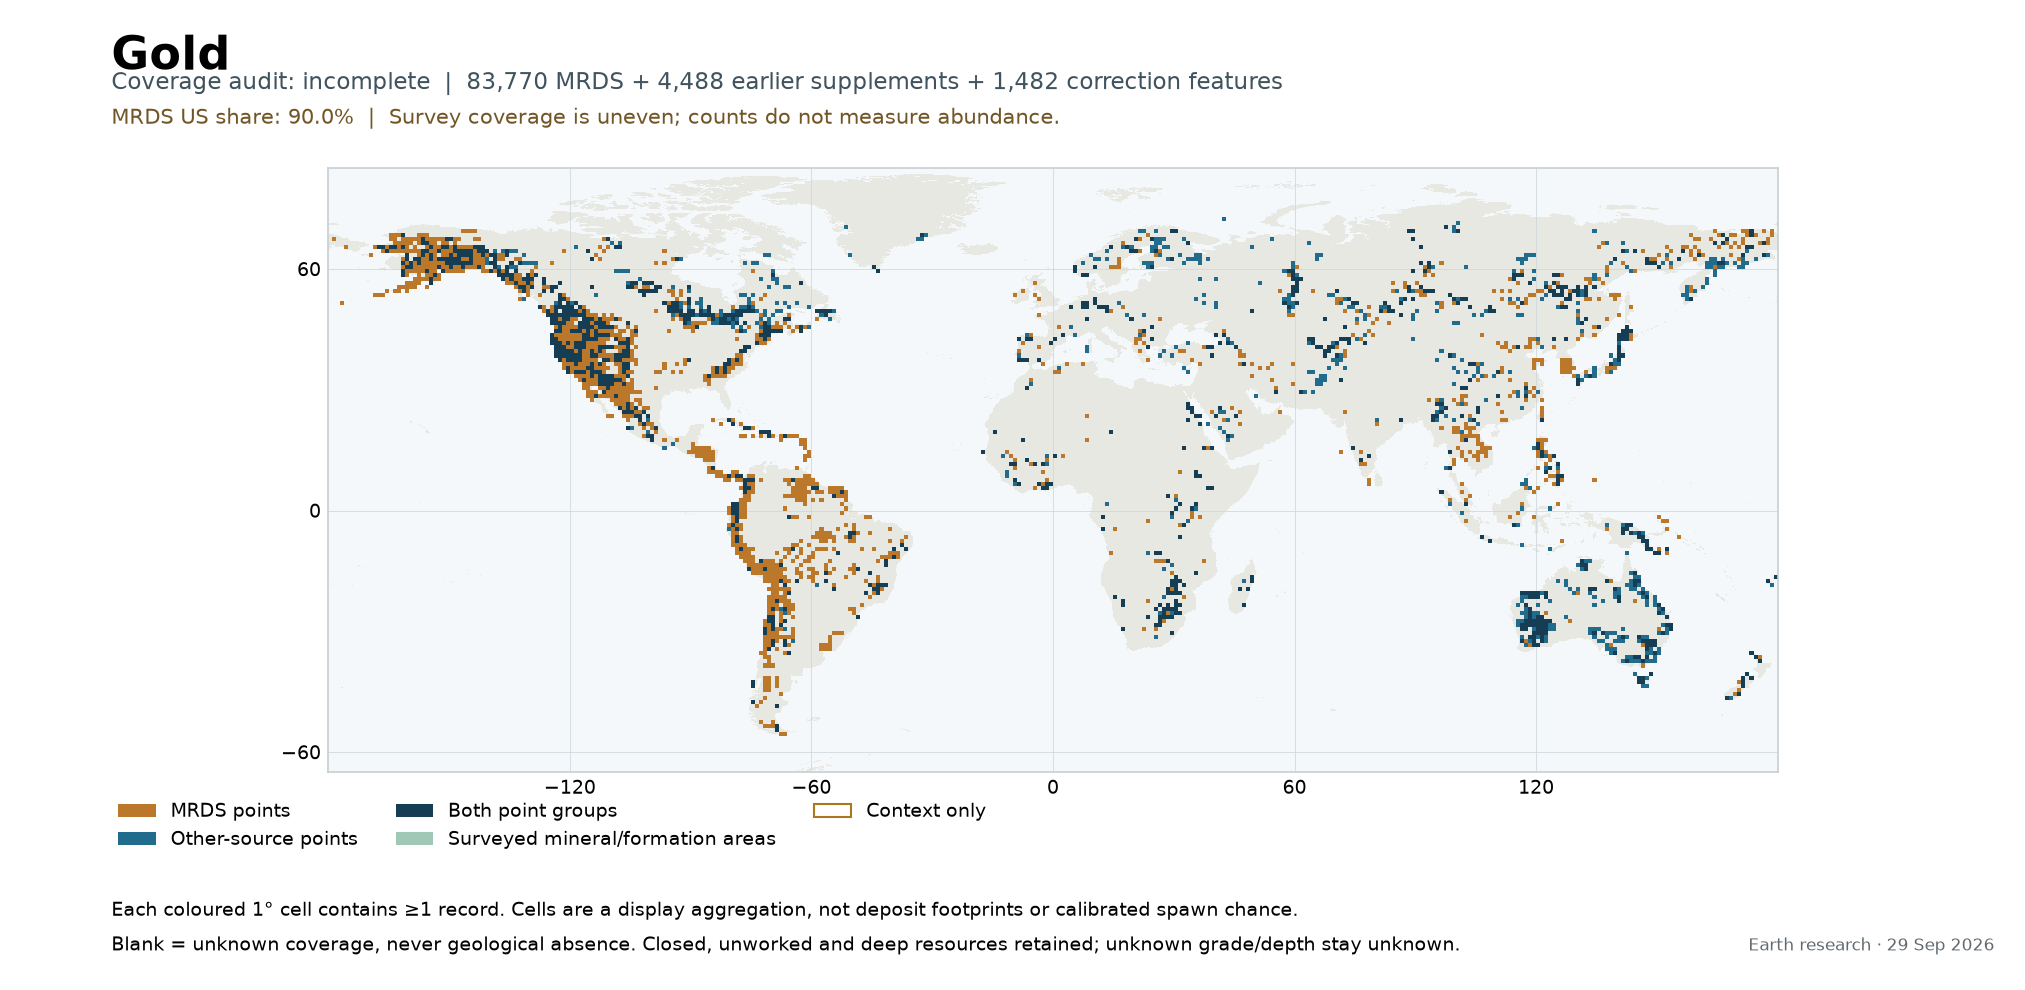 Gold
Coverage audit: incomplete | 83,770 MRDS + 4,488 earlier supplements + 1,482 correction features
MRDS US share: 90.0% | Survey coverage is uneven; counts do not measure abundance.
60
0
−60
−120
−60
0
60
120
MRDS points
Both point groups
Context only
Other-source points
Surveyed mineral/formation areas
Each coloured 1° cell contains ≥1 record. Cells are a display aggregation, not deposit footprints or calibrated spawn chance.
Blank = unknown coverage, never geological absence. Closed, unworked and deep resources retained; unknown grade/depth stay unknown.
Earth research · 29 Sep 2026